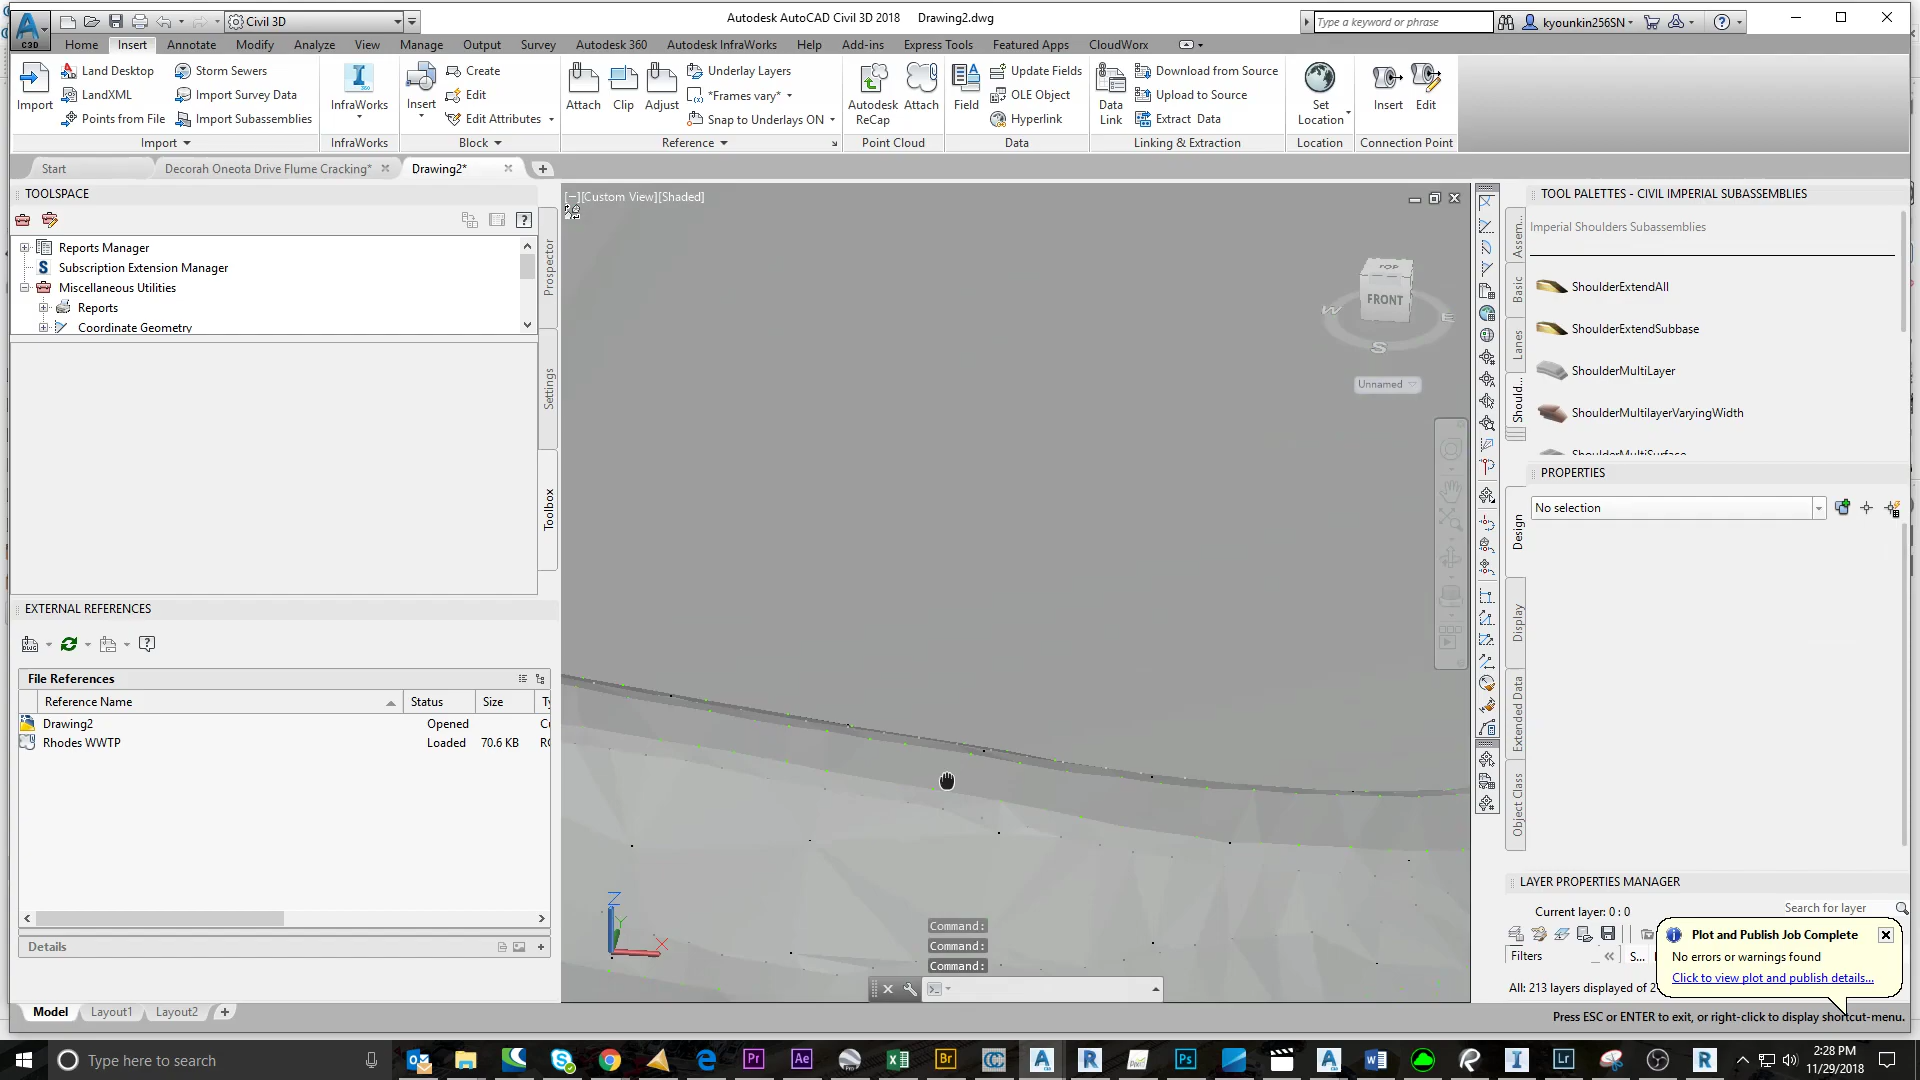 Civil 3D
Autodesk AutoCAD Civil 3D 2018 Drawing2.dwg
Type a keyword or phrase
kyounkin256SN
C3D
Home Insert Annotate Modify Analyze View Manage Output Survey Autodesk 360 Autodesk InfraWorks Help Add-ins Express Tools Featured Apps CloudWorx
Import
Land Desktop
LandXML
Points from File
Storm Sewers
Import Survey Data
Import Subassemblies
Import
InfraWorks
InfraWorks
Insert
Create
Edit
Edit Attributes
Block
Attach
Clip
Adjust
Underlay Layers
*Frames vary*
Snap to Underlays ON
Reference
Autodesk
ReCap
Attach
Point Cloud
Field
Update Fields
OLE Object
Hyperlink
Data
Data
Link
Download from Source
Upload to Source
Extract Data
Linking & Extraction
Set
Location
Location
Insert
Edit
Connection Point
Start
Decorah Oneota Drive Flume Cracking*
Drawing2*
TOOLSPACE
Reports Manager
Subscription Extension Manager
Miscellaneous Utilities
Reports
Coordinate Geometry
Prospector
Settings
Toolbox
EXTERNAL REFERENCES
File References
Reference Name Status Size Ty
Drawing2 Opened Cu
Rhodes WWTP Loaded 70.6 KB RC
Details
[−][Custom View][Shaded]
TOP
FRONT
W
E
S
Unnamed
Z
Y
X
Command:
Command:
Command:
TOOL PALETTES - CIVIL IMPERIAL SUBASSEMBLIES
Imperial Shoulders Subassemblies
ShoulderExtendAll
ShoulderExtendSubbase
ShoulderMultiLayer
ShoulderMultilayerVaryingWidth
ShoulderMultiSurface
Assem...
Basic
Lanes
Should...
PROPERTIES
No selection
Design
Display
Extended Data
Object Class
LAYER PROPERTIES MANAGER
Current layer: 0 : 0
Search for layer
Filters
S...
All: 213 layers displayed of 2
Plot and Publish Job Complete
No errors or warnings found
Click to view plot and publish details...
Model Layout1 Layout2
Press ESC or ENTER to exit, or right-click to display shortcut-menu.
Type here to search
2:28 PM
11/29/2018